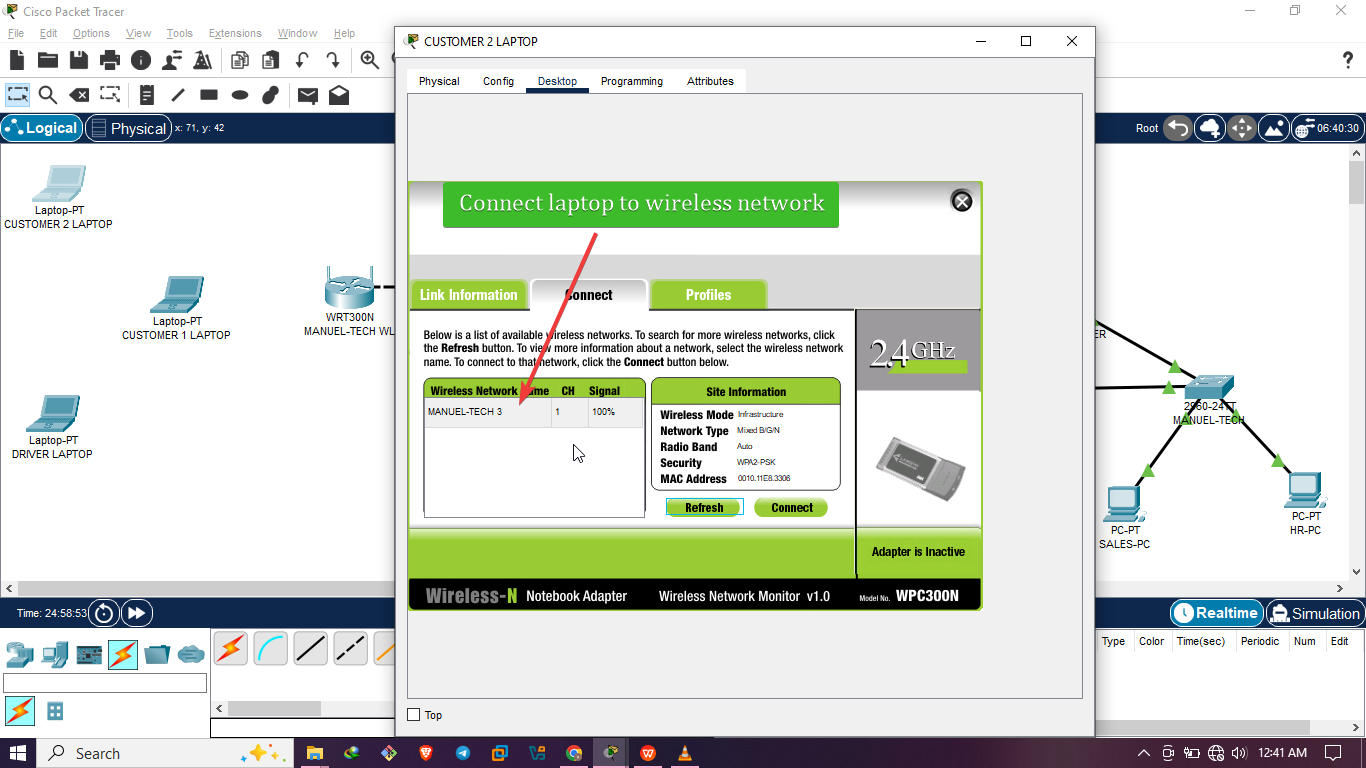 Cisco Packet Tracer
File Edit Options View Tools Extensions Window Help
Logical
Physical
x: 71, y: 42
Root
06:40:30
Laptop-PT
CUSTOMER 2 LAPTOP
Laptop-PT
CUSTOMER 1 LAPTOP
WRT300N
MANUEL-TECH WL
Laptop-PT
DRIVER LAPTOP
CUSTOMER 2 LAPTOP
Physical Config Desktop Programming Attributes
Connect laptop to wireless network
Link Information Connect Profiles
Below is a list of available wireless networks. To search for more wireless networks, click
the Refresh button. To view more information about a network, select the wireless network
name. To connect to that network, click the Connect button below.
2.4GHz
Wireless Network Name CH Signal
MANUEL-TECH 3 1 100%
Site Information
Wireless Mode Infrastructure
Network Type Mixed B/G/N
Radio Band Auto
Security WPA2-PSK
MAC Address 0010.11E8.3306
Refresh Connect
Adapter is Inactive
Wireless-N Notebook Adapter Wireless Network Monitor v1.0 Model No. WPC300N
Top
ER
2960-24TT
MANUEL-TECH
PC-PT
SALES-PC
PC-PT
HR-PC
Time: 24:58:53
Realtime Simulation
Type Color Time(sec) Periodic Num Edit
Search
12:41 AM